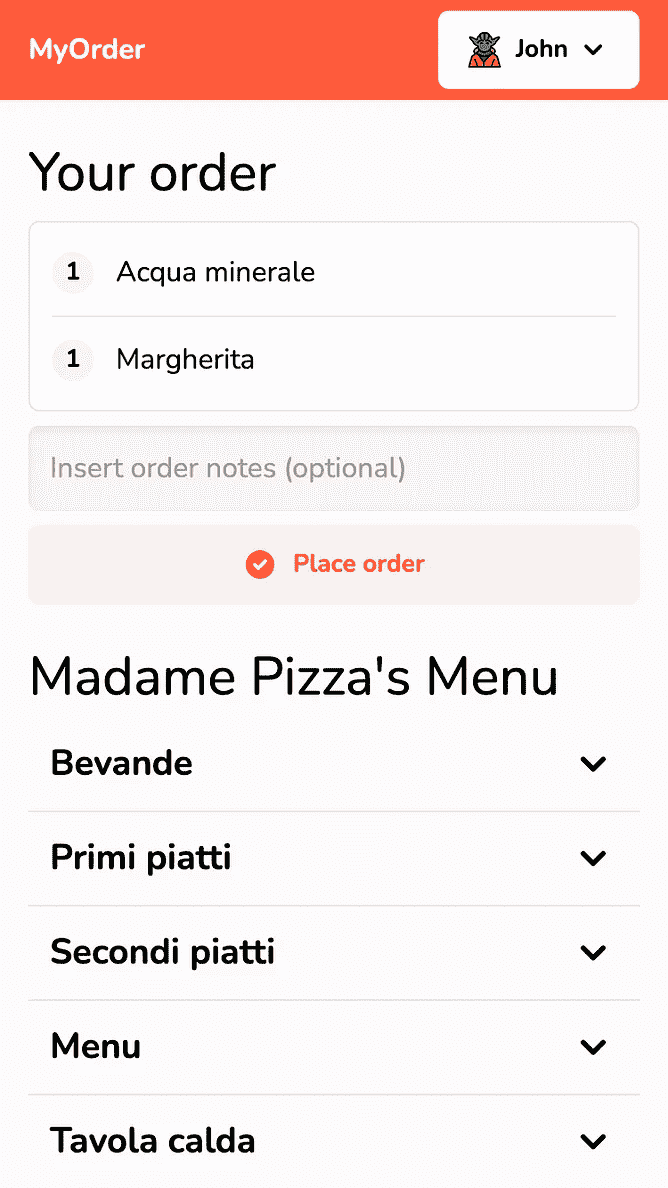 MyOrder
John
Your order
1 Acqua minerale
1 Margherita
Insert order notes (optional)
Place order
Madame Pizza's Menu
Bevande
Primi piatti
Secondi piatti
Menu
Tavola calda